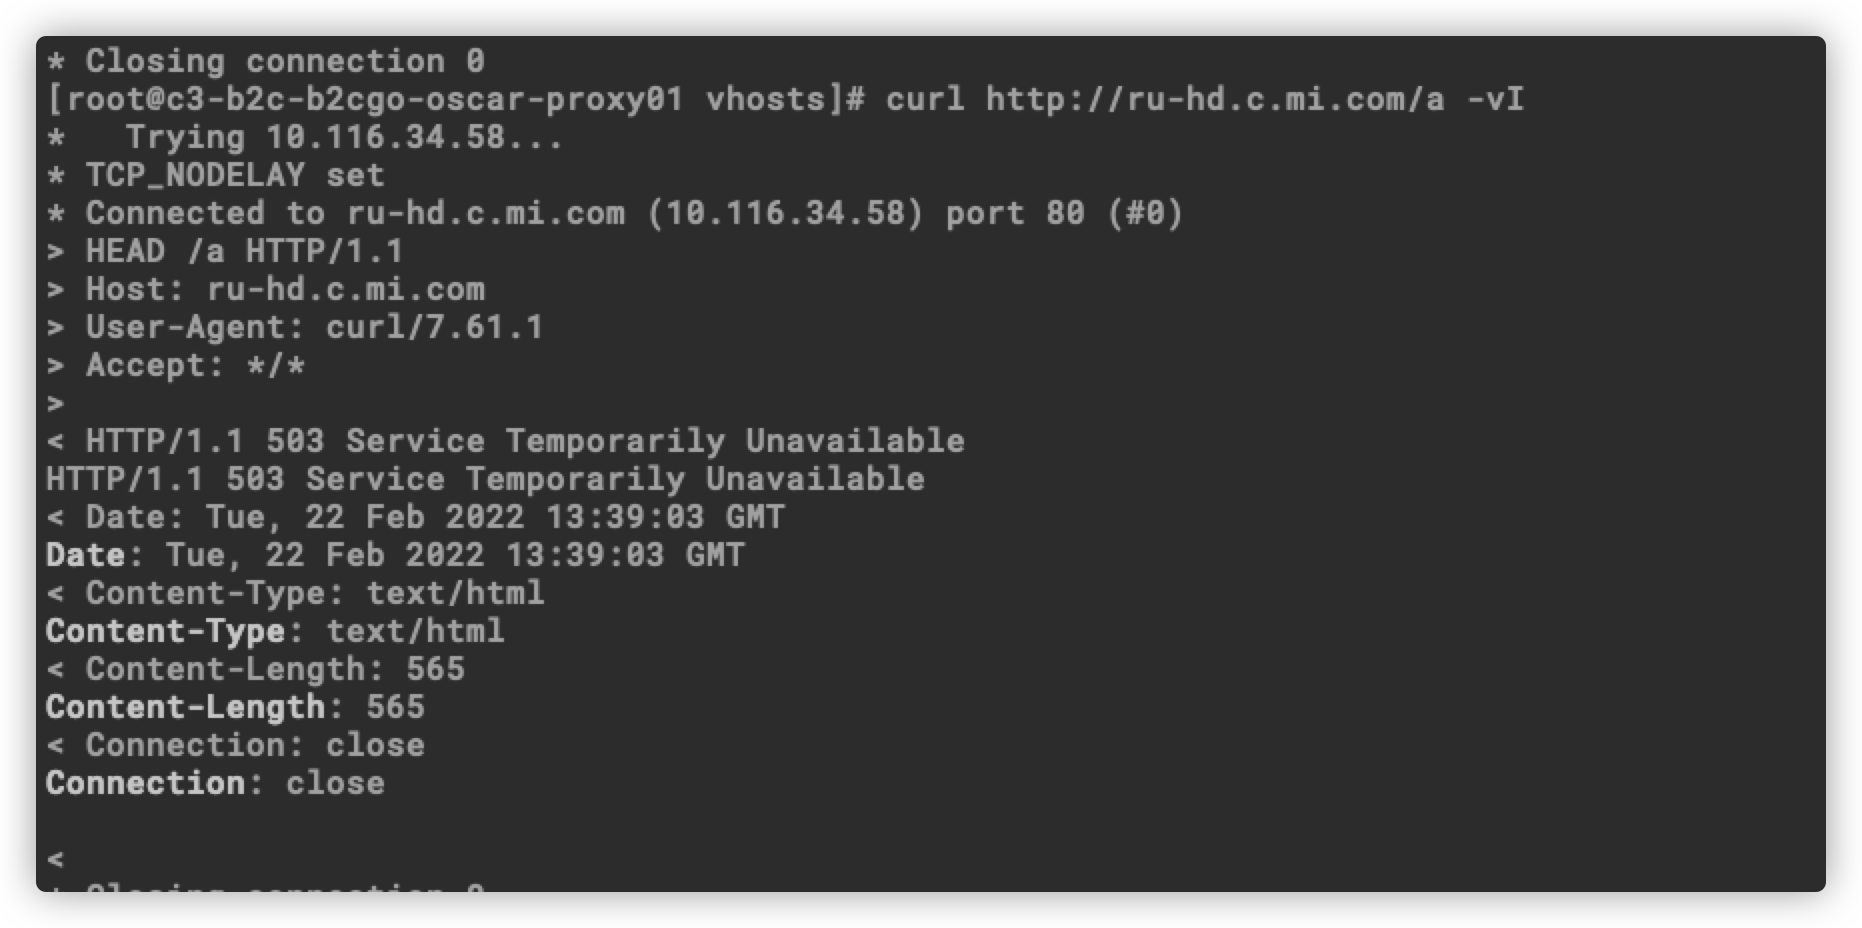 * Closing connection 0
[root@c3-b2c-b2cgo-oscar-proxy01 vhosts]# curl http://ru-hd.c.mi.com/a -vI
*   Trying 10.116.34.58...
* TCP_NODELAY set
* Connected to ru-hd.c.mi.com (10.116.34.58) port 80 (#0)
> HEAD /a HTTP/1.1
> Host: ru-hd.c.mi.com
> User-Agent: curl/7.61.1
> Accept: */*
>
< HTTP/1.1 503 Service Temporarily Unavailable
HTTP/1.1 503 Service Temporarily Unavailable
< Date: Tue, 22 Feb 2022 13:39:03 GMT
Date: Tue, 22 Feb 2022 13:39:03 GMT
< Content-Type: text/html
Content-Type: text/html
< Content-Length: 565
Content-Length: 565
< Connection: close
Connection: close
<
* Closing connection 0